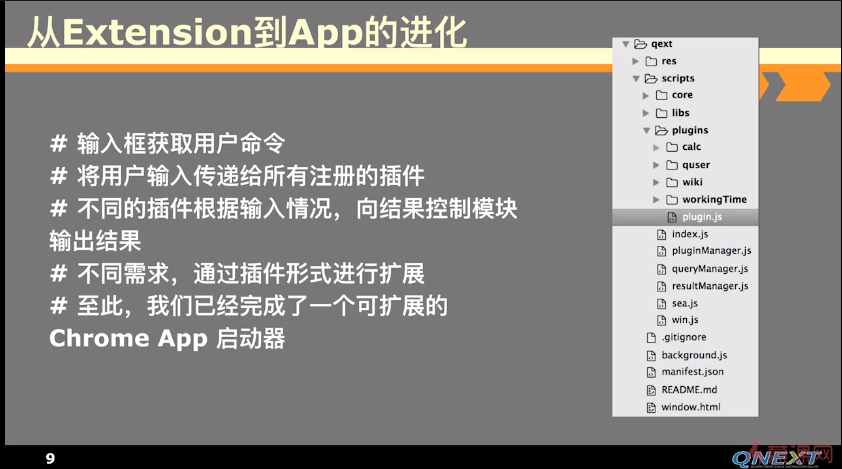 从Extension到App的进化
# 输入框获取用户命令
# 将用户输入传递给所有注册的插件
# 不同的插件根据输入情况，向结果控制模块
输出结果
# 不同需求，通过插件形式进行扩展
# 至此，我们已经完成了一个可扩展的
Chrome App 启动器
qext
res
scripts
core
libs
plugins
calc
quser
wiki
workingTime
plugin.js
index.js
pluginManager.js
queryManager.js
resultManager.js
sea.js
win.js
.gitignore
background.js
manifest.json
README.md
window.html
9
QNEXT